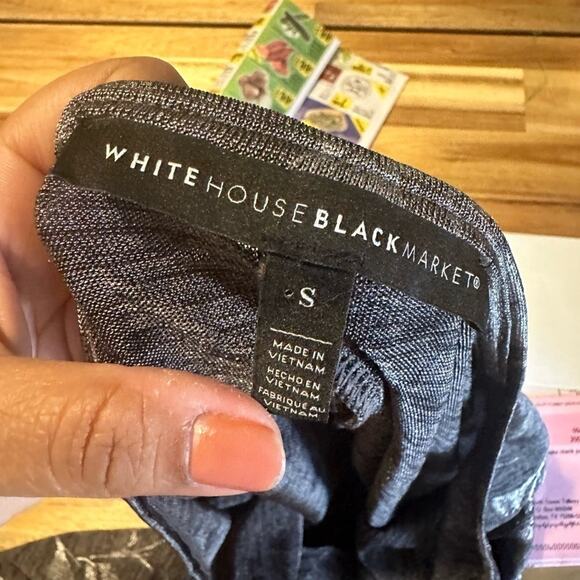 WHITE HOUSE BLACK MARKET®
S
MADE IN
VIETNAM
HECHO EN
VIETNAM
FABRIQUÉ AU
VIETNAM